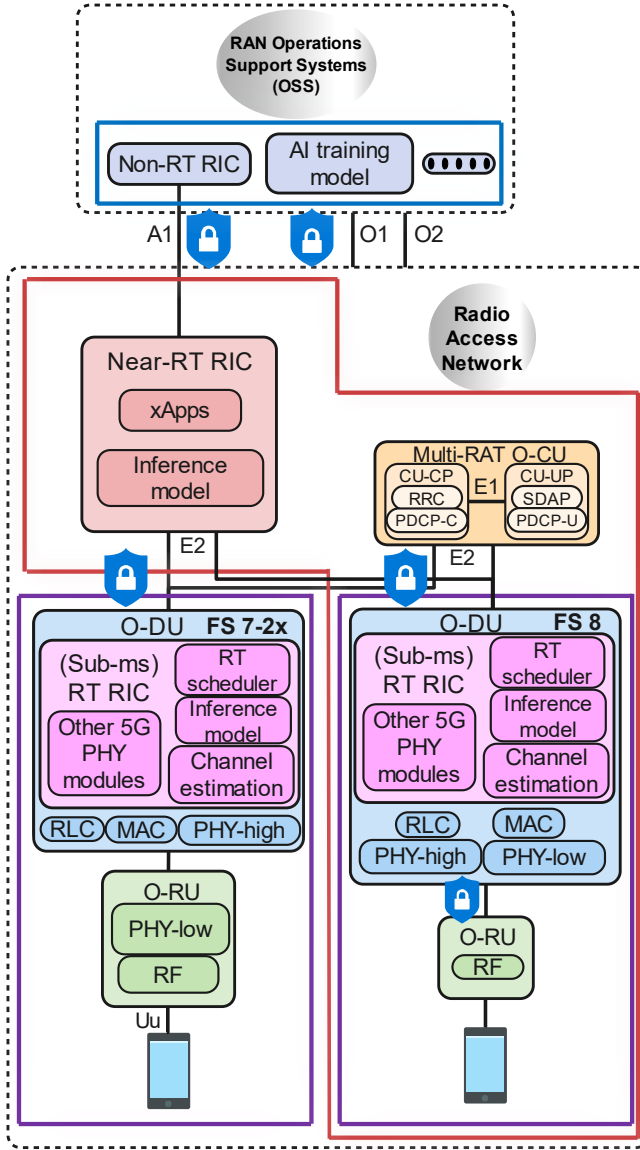 RAN Operations
Support Systems
(OSS)
Non-RT RIC
AI training
model
A1
O1
O2
Radio
Access
Network
Near-RT RIC
xApps
Inference
model
Multi-RAT O-CU
CU-CP
RRC
PDCP-C
E1
CU-UP
SDAP
PDCP-U
E2
E2
O-DU FS 7-2x
(Sub-ms)
RT RIC
RT
scheduler
Inference
model
Other 5G
PHY
modules
Channel
estimation
RLC
MAC
PHY-high
O-RU
PHY-low
RF
Uu
O-DU FS 8
(Sub-ms)
RT RIC
RT
scheduler
Inference
model
Other 5G
PHY
modules
Channel
estimation
RLC
MAC
PHY-high
PHY-low
O-RU
RF